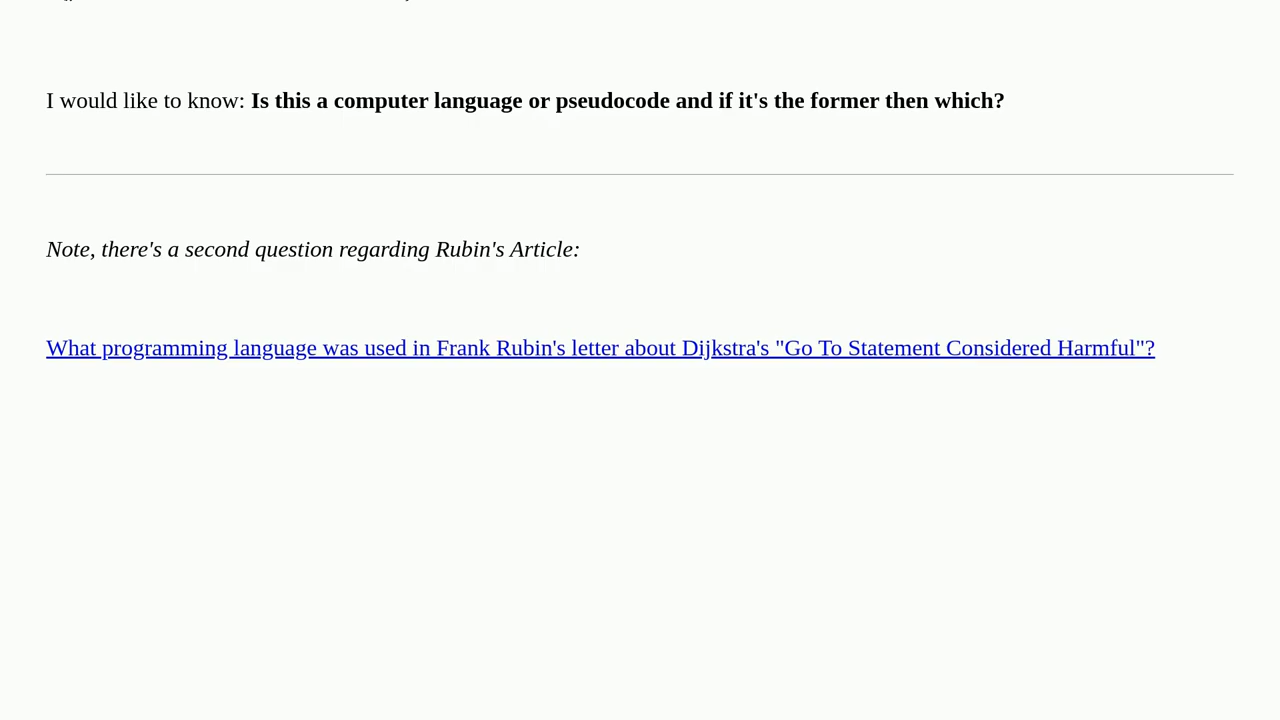 I would like to know: Is this a computer language or pseudocode and if it's the former then which?
Note, there's a second question regarding Rubin's Article:
What programming language was used in Frank Rubin's letter about Dijkstra's "Go To Statement Considered Harmful"?